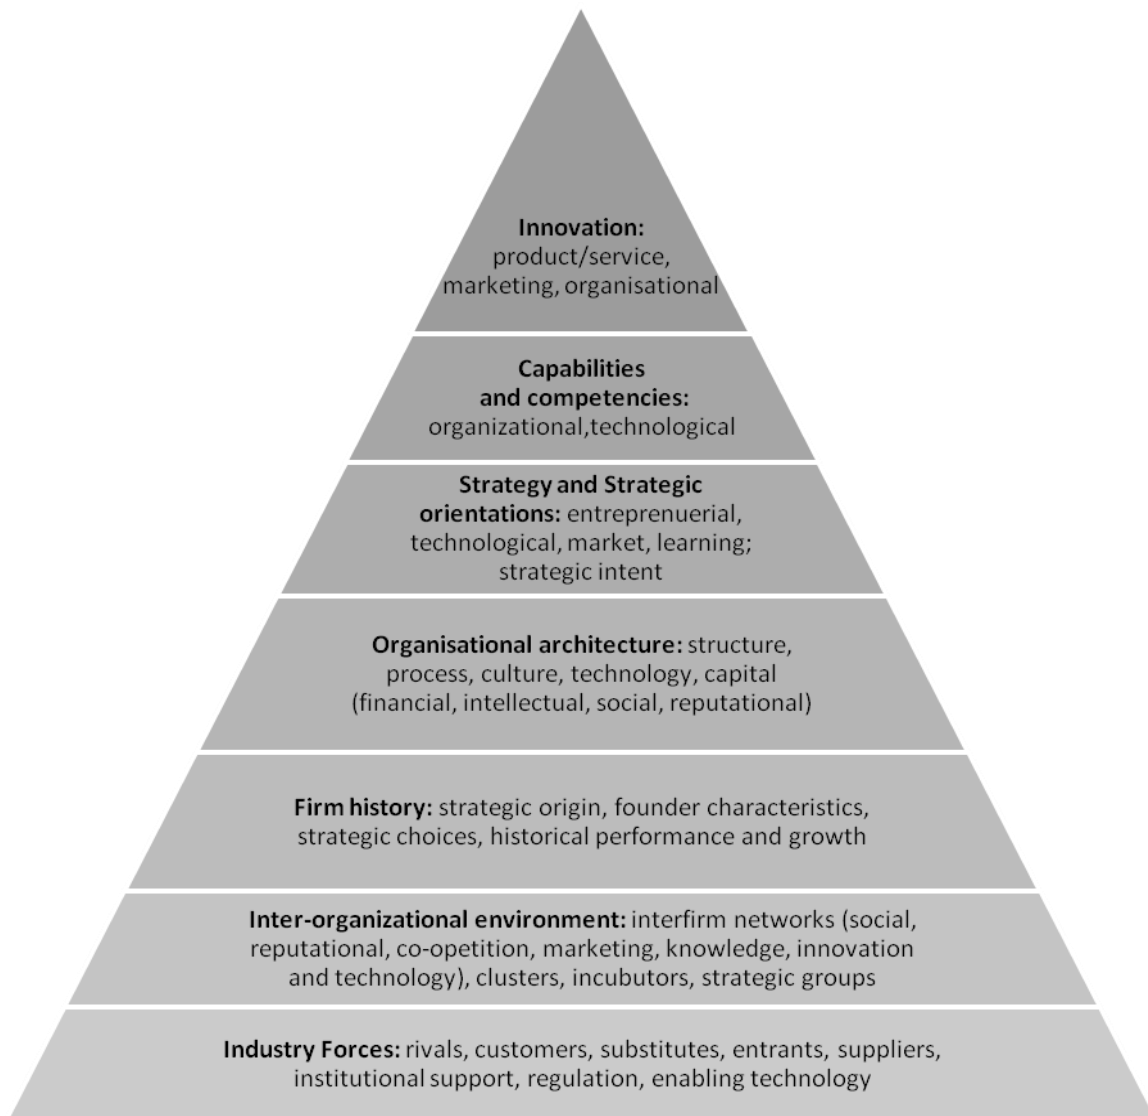 Innovation:
product/service,
marketing, organisational
Capabilities
and competencies:
organizational,technological
Strategy and Strategic
orientations: entreprenuerial,
technological, market, learning;
strategic intent
Organisational architecture: structure,
process, culture, technology, capital
(financial, intellectual, social, reputational)
Firm history: strategic origin, founder characteristics,
strategic choices, historical performance and growth
Inter-organizational environment: interfirm networks (social,
reputational, co-opetition, marketing, knowledge, innovation
and technology), clusters, incubutors, strategic groups
Industry Forces: rivals, customers, substitutes, entrants, suppliers,
institutional support, regulation, enabling technology